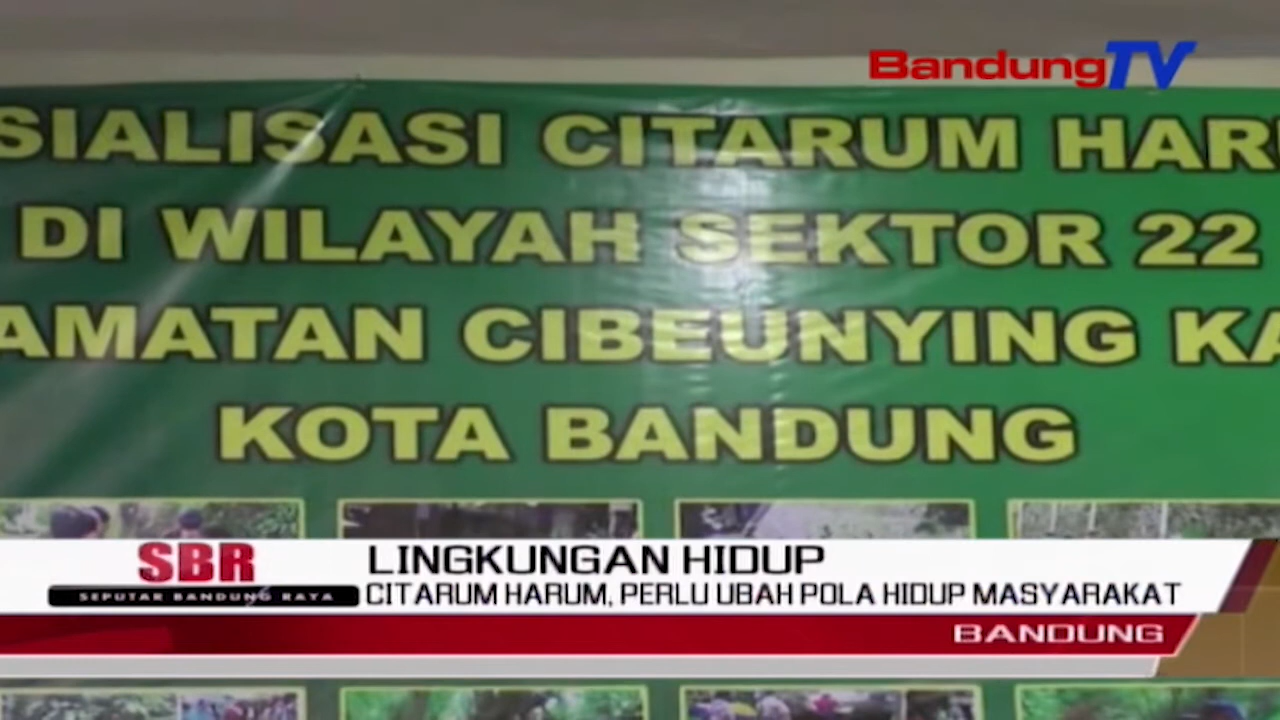 BandungTV
SIALISASI CITARUM HARU
DI WILAYAH SEKTOR 22
AMATAN CIBEUNYING KA
KOTA BANDUNG
SBR
SEPUTAR BANDUNG RAYA
LINGKUNGAN HIDUP
CITARUM HARUM, PERLU UBAH POLA HIDUP MASYARAKAT
BANDUNG